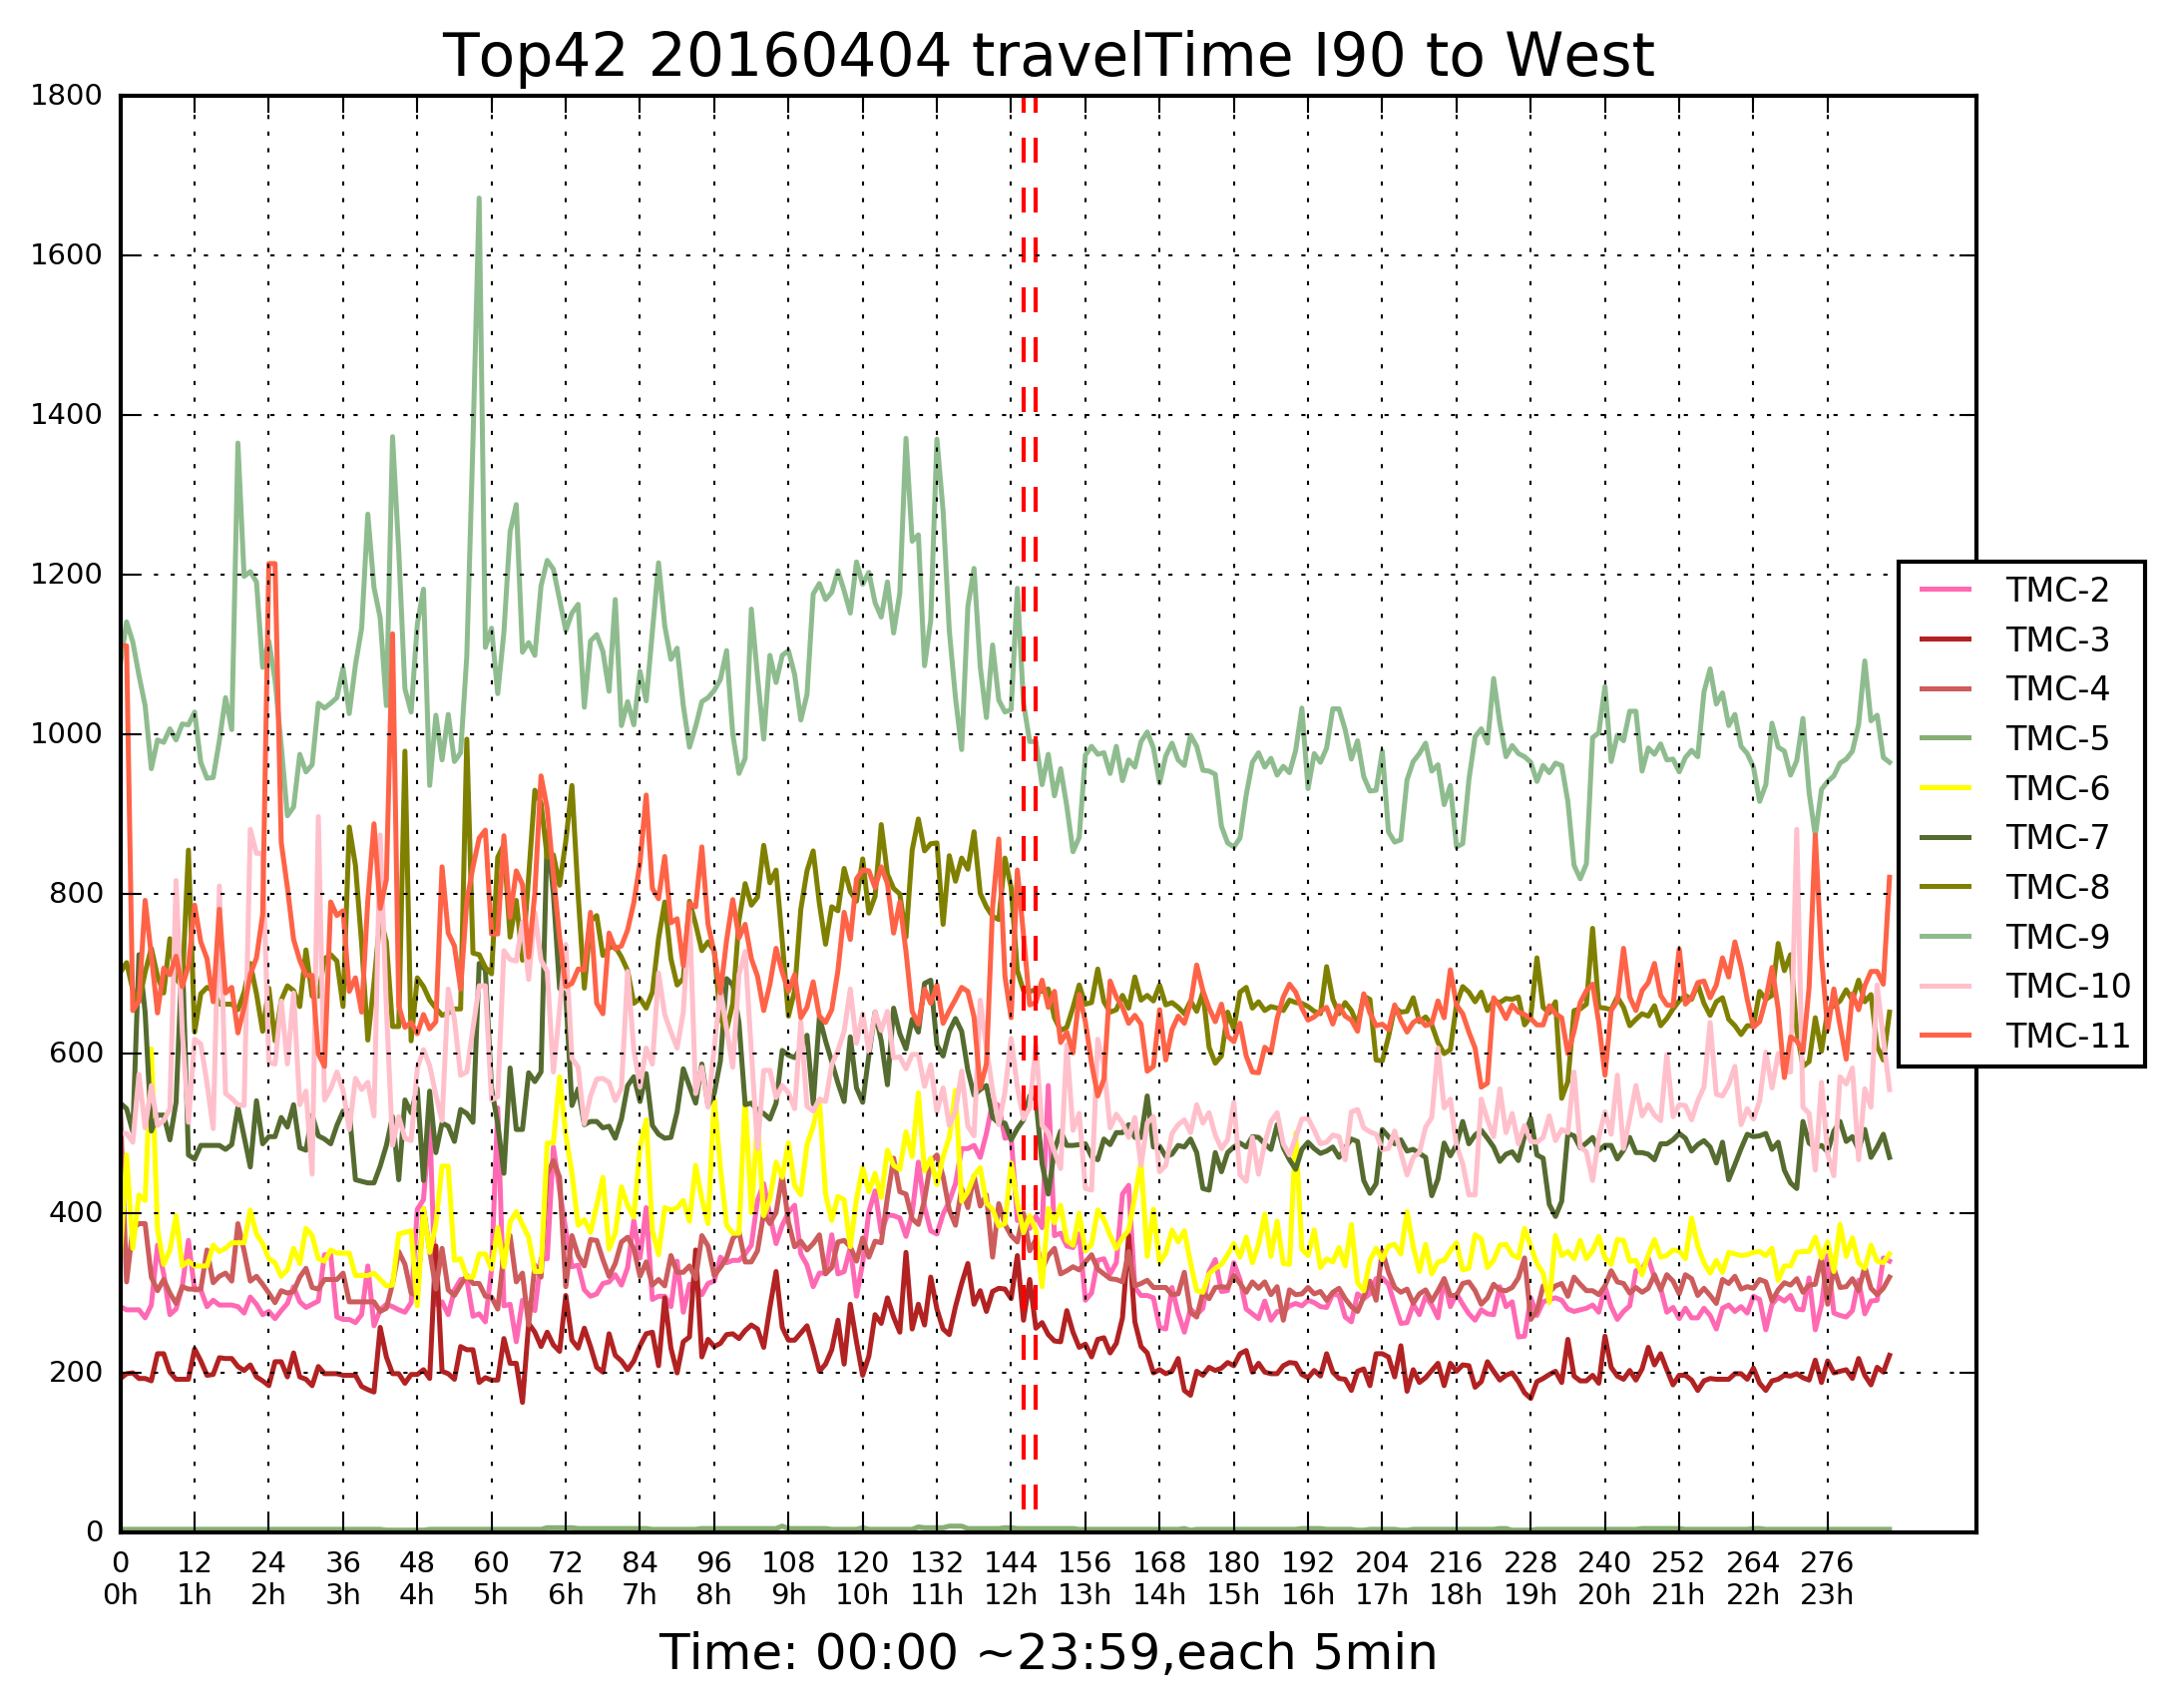 Top42 20160404 travelTime I90 to West
1800
1600
1400
1200
1000
800
600
400
200
0
TMC-2
TMC-3
TMC-4
TMC-5
TMC-6
TMC-7
TMC-8
TMC-9
TMC-10
TMC-11
0 12 24 36 48 60 72 84 96 108 120 132 144 156 168 180 192 204 216 228 240 252 264 276
0h 1h 2h 3h 4h 5h 6h 7h 8h 9h 10h 11h 12h 13h 14h 15h 16h 17h 18h 19h 20h 21h 22h 23h
Time: 00:00 ~23:59,each 5min